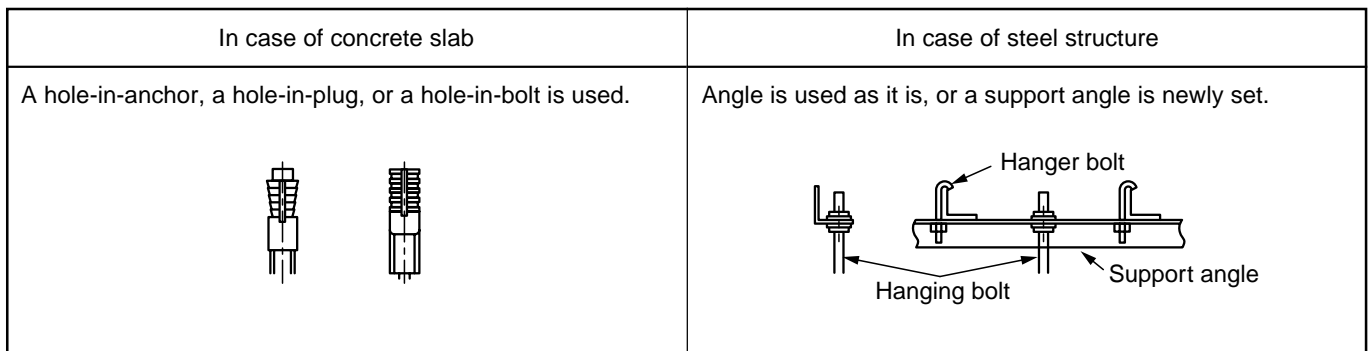 In case of concrete slab
In case of steel structure
A hole-in-anchor, a hole-in-plug, or a hole-in-bolt is used.
Angle is used as it is, or a support angle is newly set.
Hanger bolt
Support angle
Hanging bolt